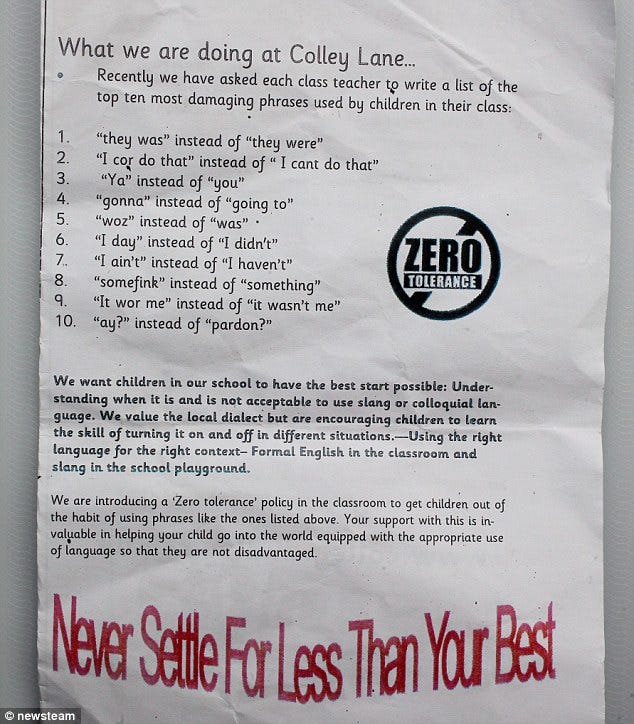 What we are doing at Colley Lane...
• Recently we have asked each class teacher to write a list of the
top ten most damaging phrases used by children in their class:
1. “they was” instead of “they were”
2. “I cor do that” instead of “ I cant do that”
3. “Ya” instead of “you”
4. “gonna” instead of “going to”
5. “woz” instead of “was”
6. “I day” instead of “I didn’t”
7. “I ain’t” instead of “I haven’t”
8. “somefink” instead of “something”
9. “It wor me” instead of “it wasn’t me”
10. “ay?” instead of “pardon?”
ZERO
TOLERANCE
We want children in our school to have the best start possible: Under-
standing when it is and is not acceptable to use slang or colloquial lan-
guage. We value the local dialect but are encouraging children to learn
the skill of turning it on and off in different situations.—Using the right
language for the right context– Formal English in the classroom and
slang in the school playground.
We are introducing a ‘Zero tolerance’ policy in the classroom to get children out of
the habit of using phrases like the ones listed above. Your support with this is in-
valuable in helping your child go into the world equipped with the appropriate use
of language so that they are not disadvantaged.
Never Settle For Less Than Your Best
© newsteam